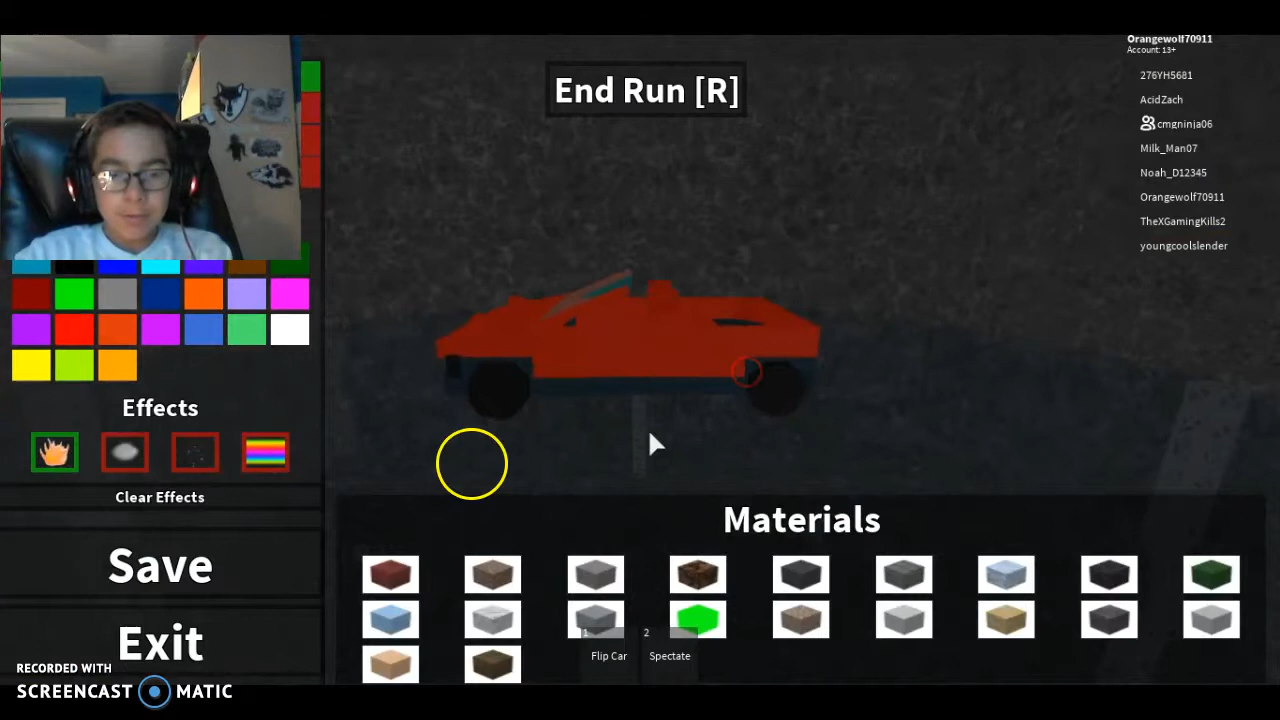 Orangewolf70911
Account: 13+
End Run [R]
276YH5681
AcidZach
cmgninja06
Milk_Man07
Noah_D12345
Orangewolf70911
TheXGamingKills2
youngcoolslender
Effects
Clear Effects
Save
Exit
Materials
1
2
Flip Car
Spectate
RECORDED WITH
SCREENCAST MATIC